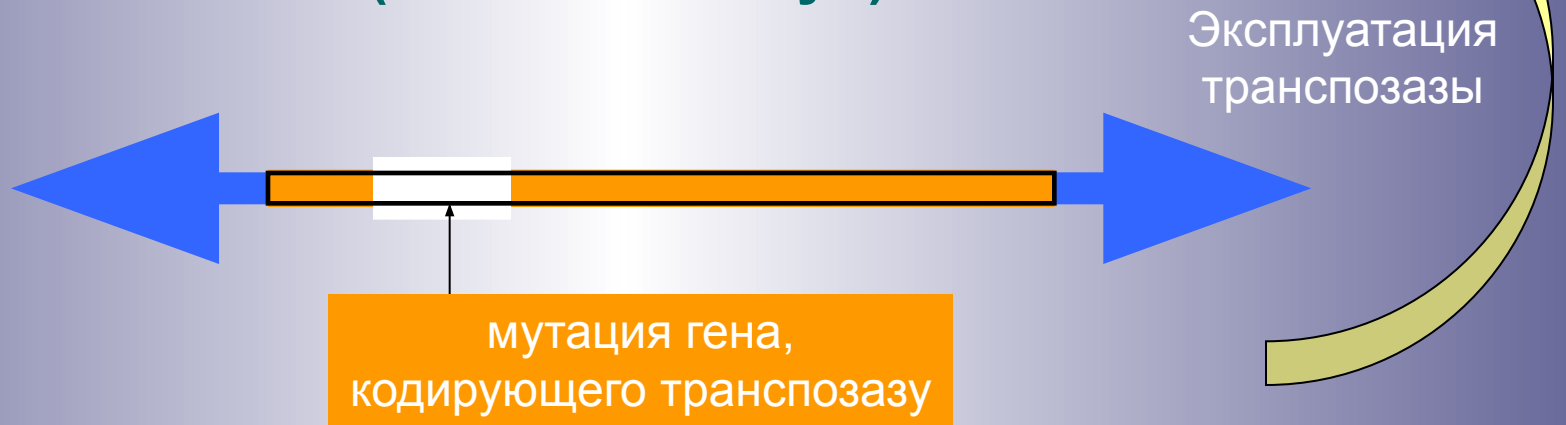 Эксплуатация
транспозазы
мутация гена,
кодирующего транспозазу